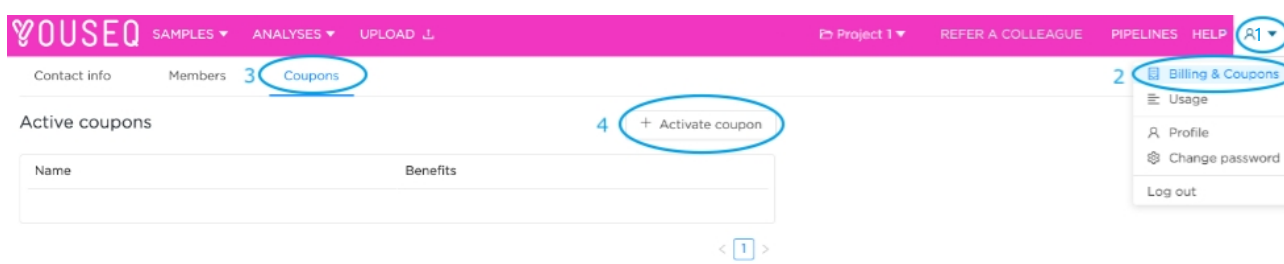 YOUSEQ SAMPLES ANALYSES UPLOAD Project 1 REFER A COLLEAGUE PIPELINES HELP 1
Contact info Members 3 Coupons 2 Billing & Coupons
Usage
Active coupons 4 + Activate coupon
Profile
Name Benefits Change password
Log out
< 1 >